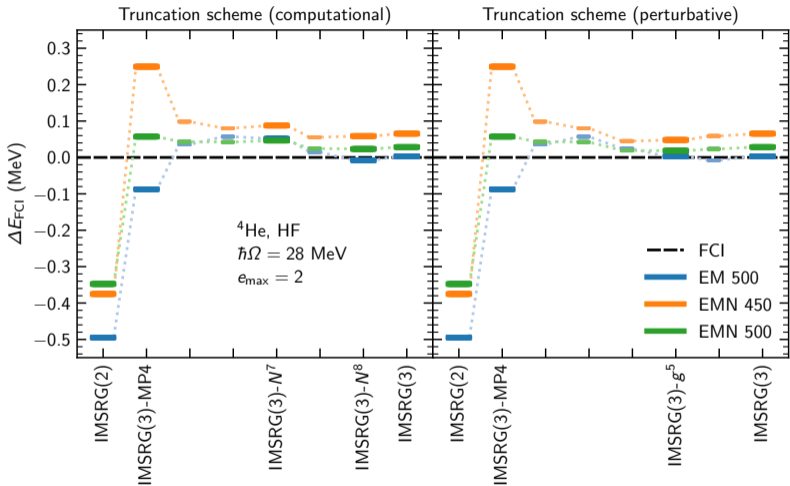 Truncation scheme (computational)
Truncation scheme (perturbative)
0.3
0.2
0.1
0.0
−0.1
−0.2
−0.3
−0.4
−0.5
ΔE_FCI (MeV)
⁴He, HF
ℏΩ = 28 MeV
e_max = 2
FCI
EM 500
EMN 450
EMN 500
IMSRG(2)
IMSRG(3)-MP4
IMSRG(3)-N⁷
IMSRG(3)-N⁸
IMSRG(3)
IMSRG(2)
IMSRG(3)-MP4
IMSRG(3)-g⁵
IMSRG(3)